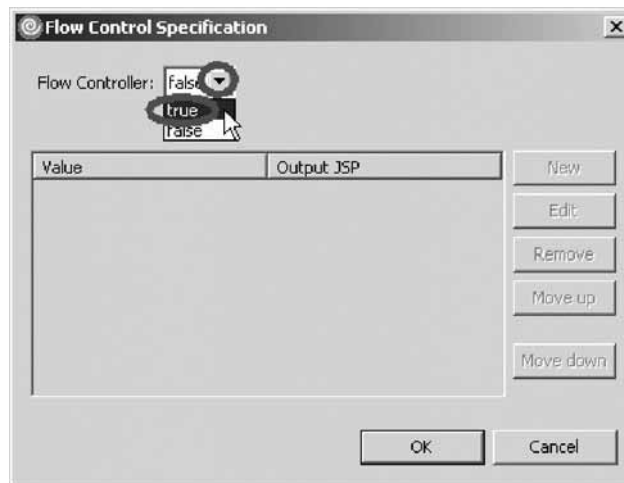 Flow Control Specification
Flow Controller: false
true
false
Value Output JSP
New
Edit
Remove
Move up
Move down
OK Cancel